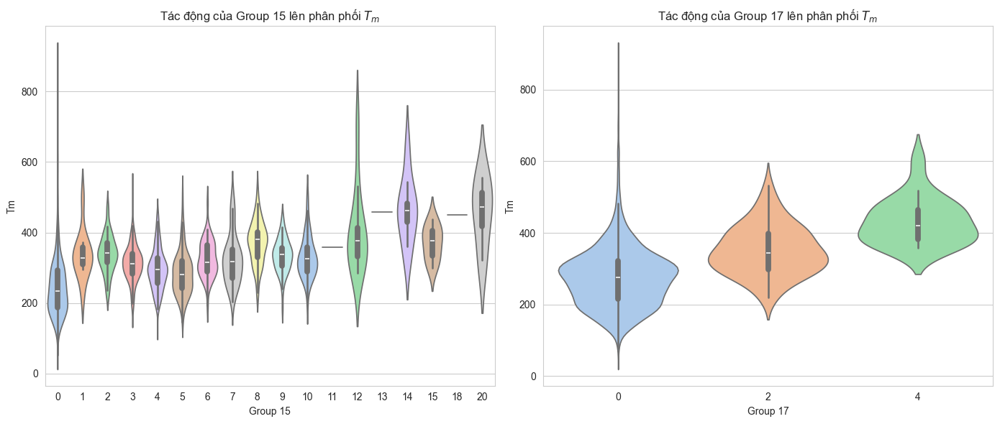 Tác động của Group 15 lên phân phối Tm
Tm
800
600
400
200
0
0 1 2 3 4 5 6 7 8 9 10 11 12 13 14 15 18 20
Group 15
Tác động của Group 17 lên phân phối Tm
Tm
800
600
400
200
0
0 2 4
Group 17